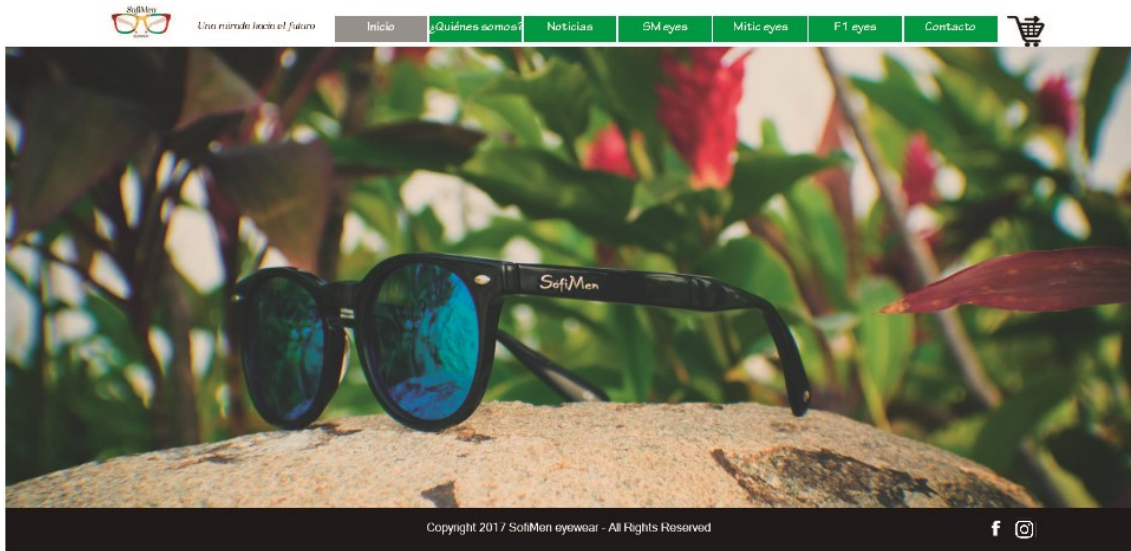 SofiMen
Una mirada hacia el futuro
Inicio
¿Quiénes somos?
Noticias
SM eyes
Mitic eyes
F1 eyes
Contacto
SofiMen
Copyright 2017 SofiMen eyewear - All Rights Reserved